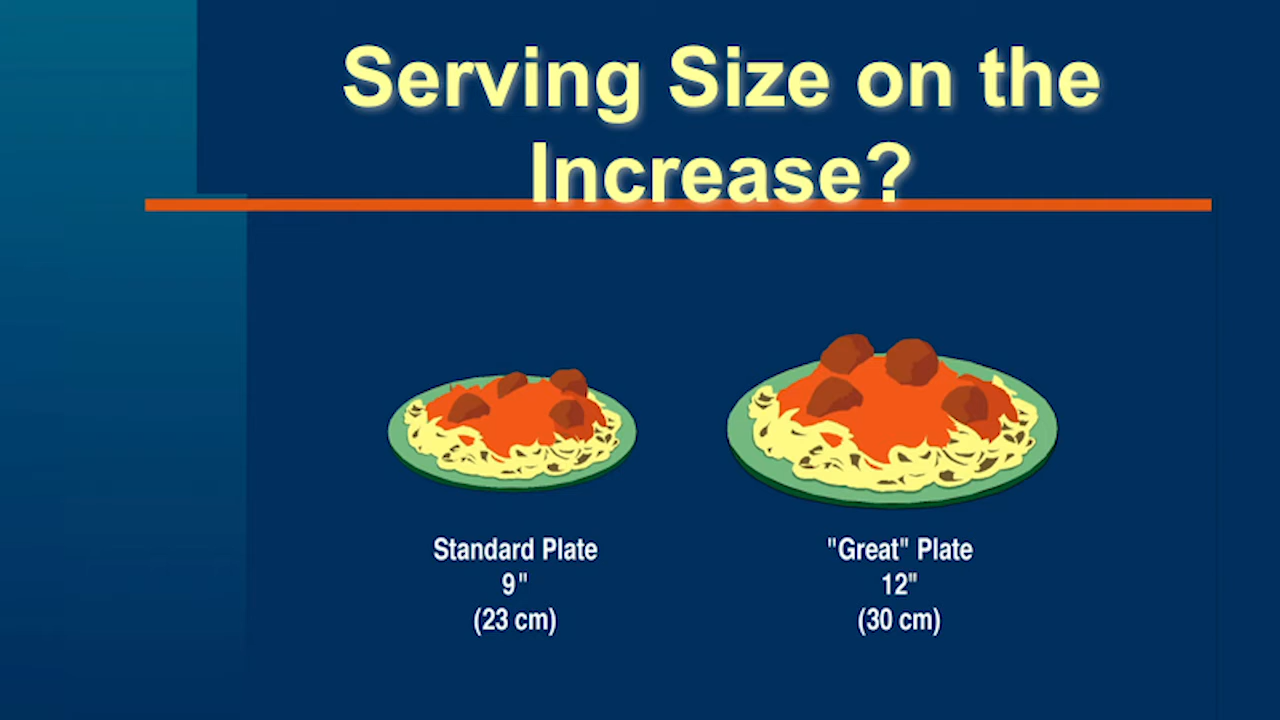 Serving Size on the
Increase?
Standard Plate
9"
(23 cm)
"Great" Plate
12"
(30 cm)